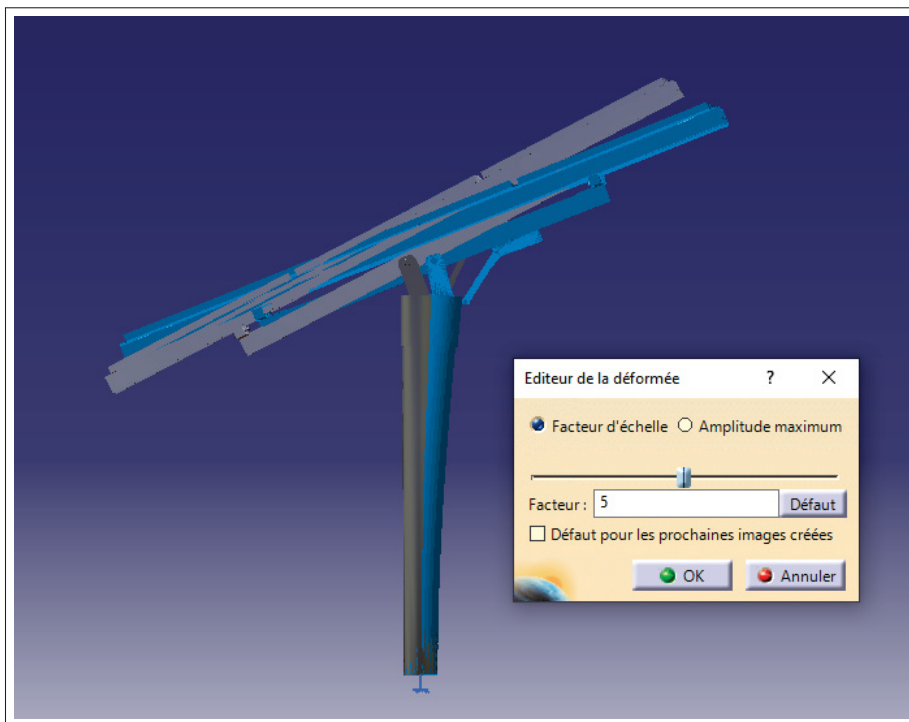 Editeur de la déformée ? X
Facteur d'échelle Amplitude maximum
Facteur : 5 Défaut
Défaut pour les prochaines images créées
OK Annuler